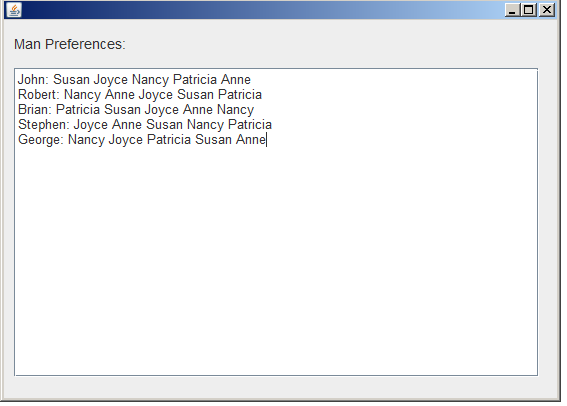 Man Preferences:
John: Susan Joyce Nancy Patricia Anne
Robert: Nancy Anne Joyce Susan Patricia
Brian: Patricia Susan Joyce Anne Nancy
Stephen: Joyce Anne Susan Nancy Patricia
George: Nancy Joyce Patricia Susan Anne